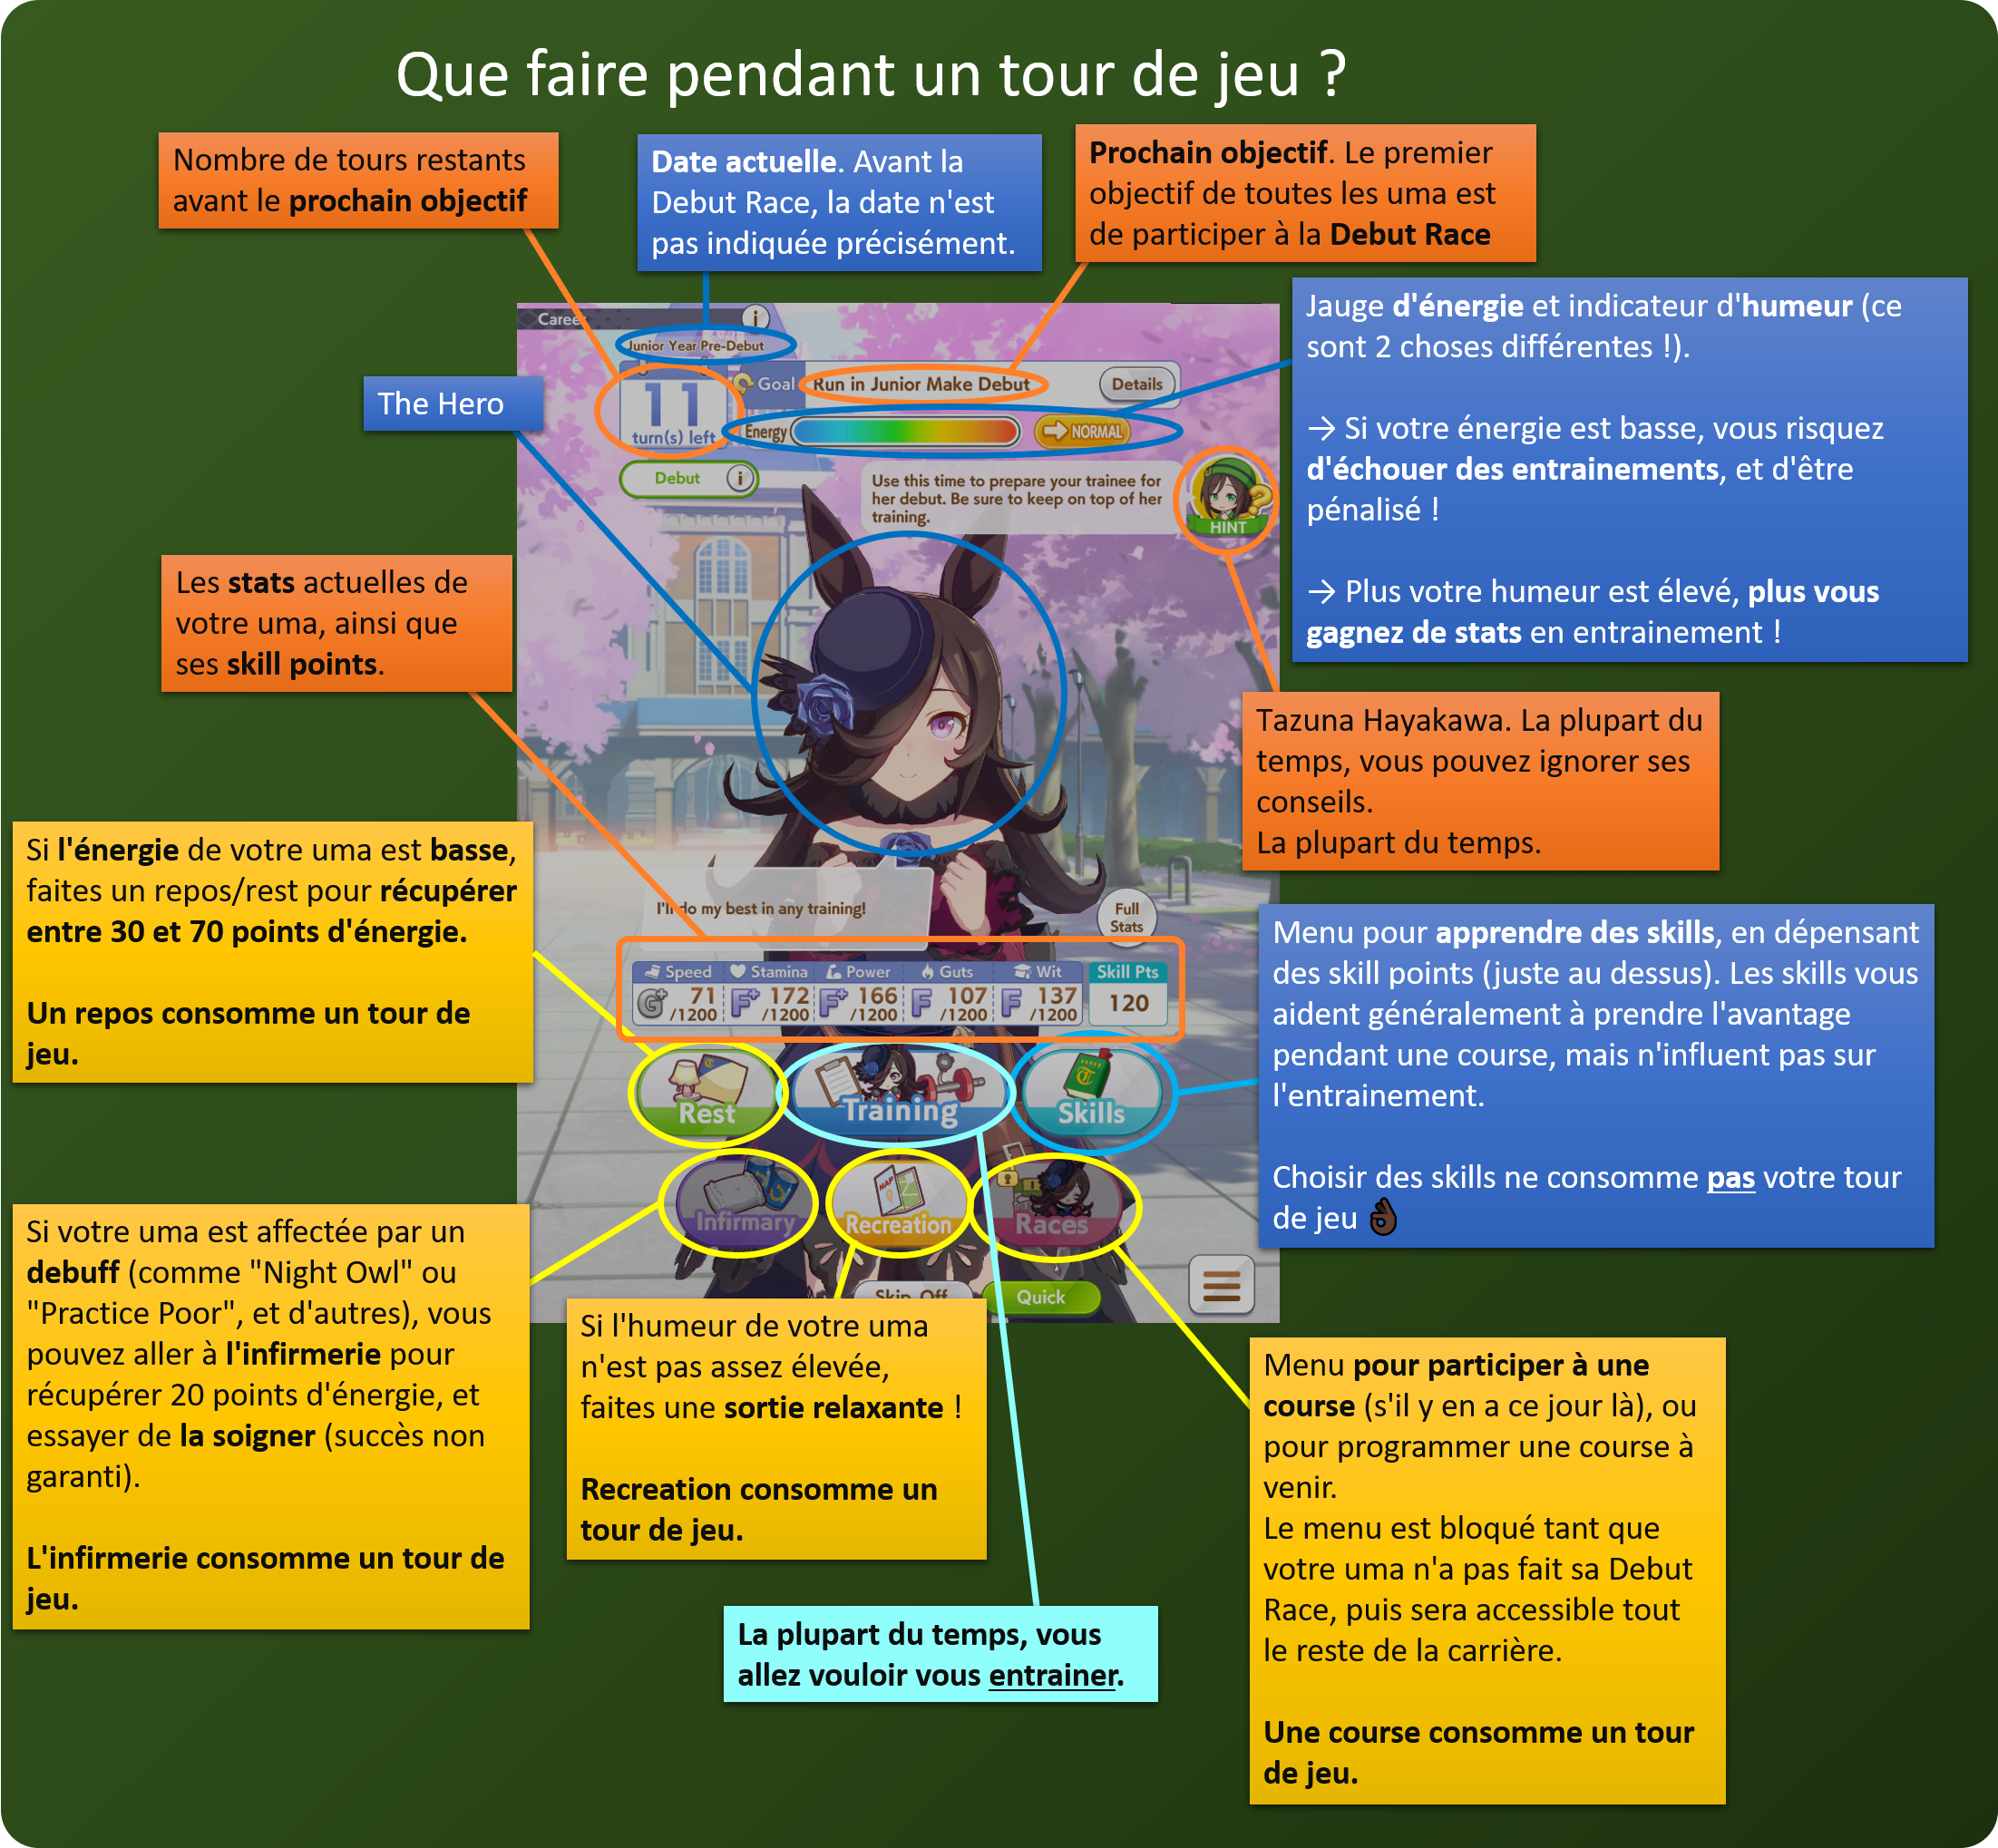 Que faire pendant un tour de jeu ?
Nombre de tours restants
avant le prochain objectif
Date actuelle. Avant la
Debut Race, la date n'est
pas indiquée précisément.
Prochain objectif. Le premier
objectif de toutes les uma est
de participer à la Debut Race
Jauge d'énergie et indicateur d'humeur (ce
sont 2 choses différentes !).
→ Si votre énergie est basse, vous risquez
d'échouer des entrainements, et d'être
pénalisé !
→ Plus votre humeur est élevé, plus vous
gagnez de stats en entrainement !
The Hero
Career
Junior Year Pre-Debut
11
turn(s) left
Goal
Run in Junior Make Debut
Details
Energy
NORMAL
Debut
Use this time to prepare your trainee for
her debut. Be sure to keep on top of her
training.
HINT
Les stats actuelles de
votre uma, ainsi que
ses skill points.
Tazuna Hayakawa. La plupart du
temps, vous pouvez ignorer ses
conseils.
La plupart du temps.
Si l'énergie de votre uma est basse,
faites un repos/rest pour récupérer
entre 30 et 70 points d'énergie.
Un repos consomme un tour de
jeu.
I'll do my best in any training!
Full
Stats
Speed Stamina Power Guts Wit Skill Pts
G+ 71 F+ 172 F+ 166 F 107 F 137 120
/1200 /1200 /1200 /1200 /1200
Rest
Training
Skills
Infirmary
MAP
Recreation
Races
Skip Off
Quick
Menu pour apprendre des skills, en dépensant
des skill points (juste au dessus). Les skills vous
aident généralement à prendre l'avantage
pendant une course, mais n'influent pas sur
l'entrainement.
Choisir des skills ne consomme pas votre tour
de jeu 👌🏿
Si votre uma est affectée par un
debuff (comme "Night Owl" ou
"Practice Poor", et d'autres), vous
pouvez aller à l'infirmerie pour
récupérer 20 points d'énergie, et
essayer de la soigner (succès non
garanti).
L'infirmerie consomme un tour de
jeu.
Si l'humeur de votre uma
n'est pas assez élevée,
faites une sortie relaxante !
Recreation consomme un
tour de jeu.
La plupart du temps, vous
allez vouloir vous entrainer.
Menu pour participer à une
course (s'il y en a ce jour là), ou
pour programmer une course à
venir.
Le menu est bloqué tant que
votre uma n'a pas fait sa Debut
Race, puis sera accessible tout
le reste de la carrière.
Une course consomme un tour
de jeu.